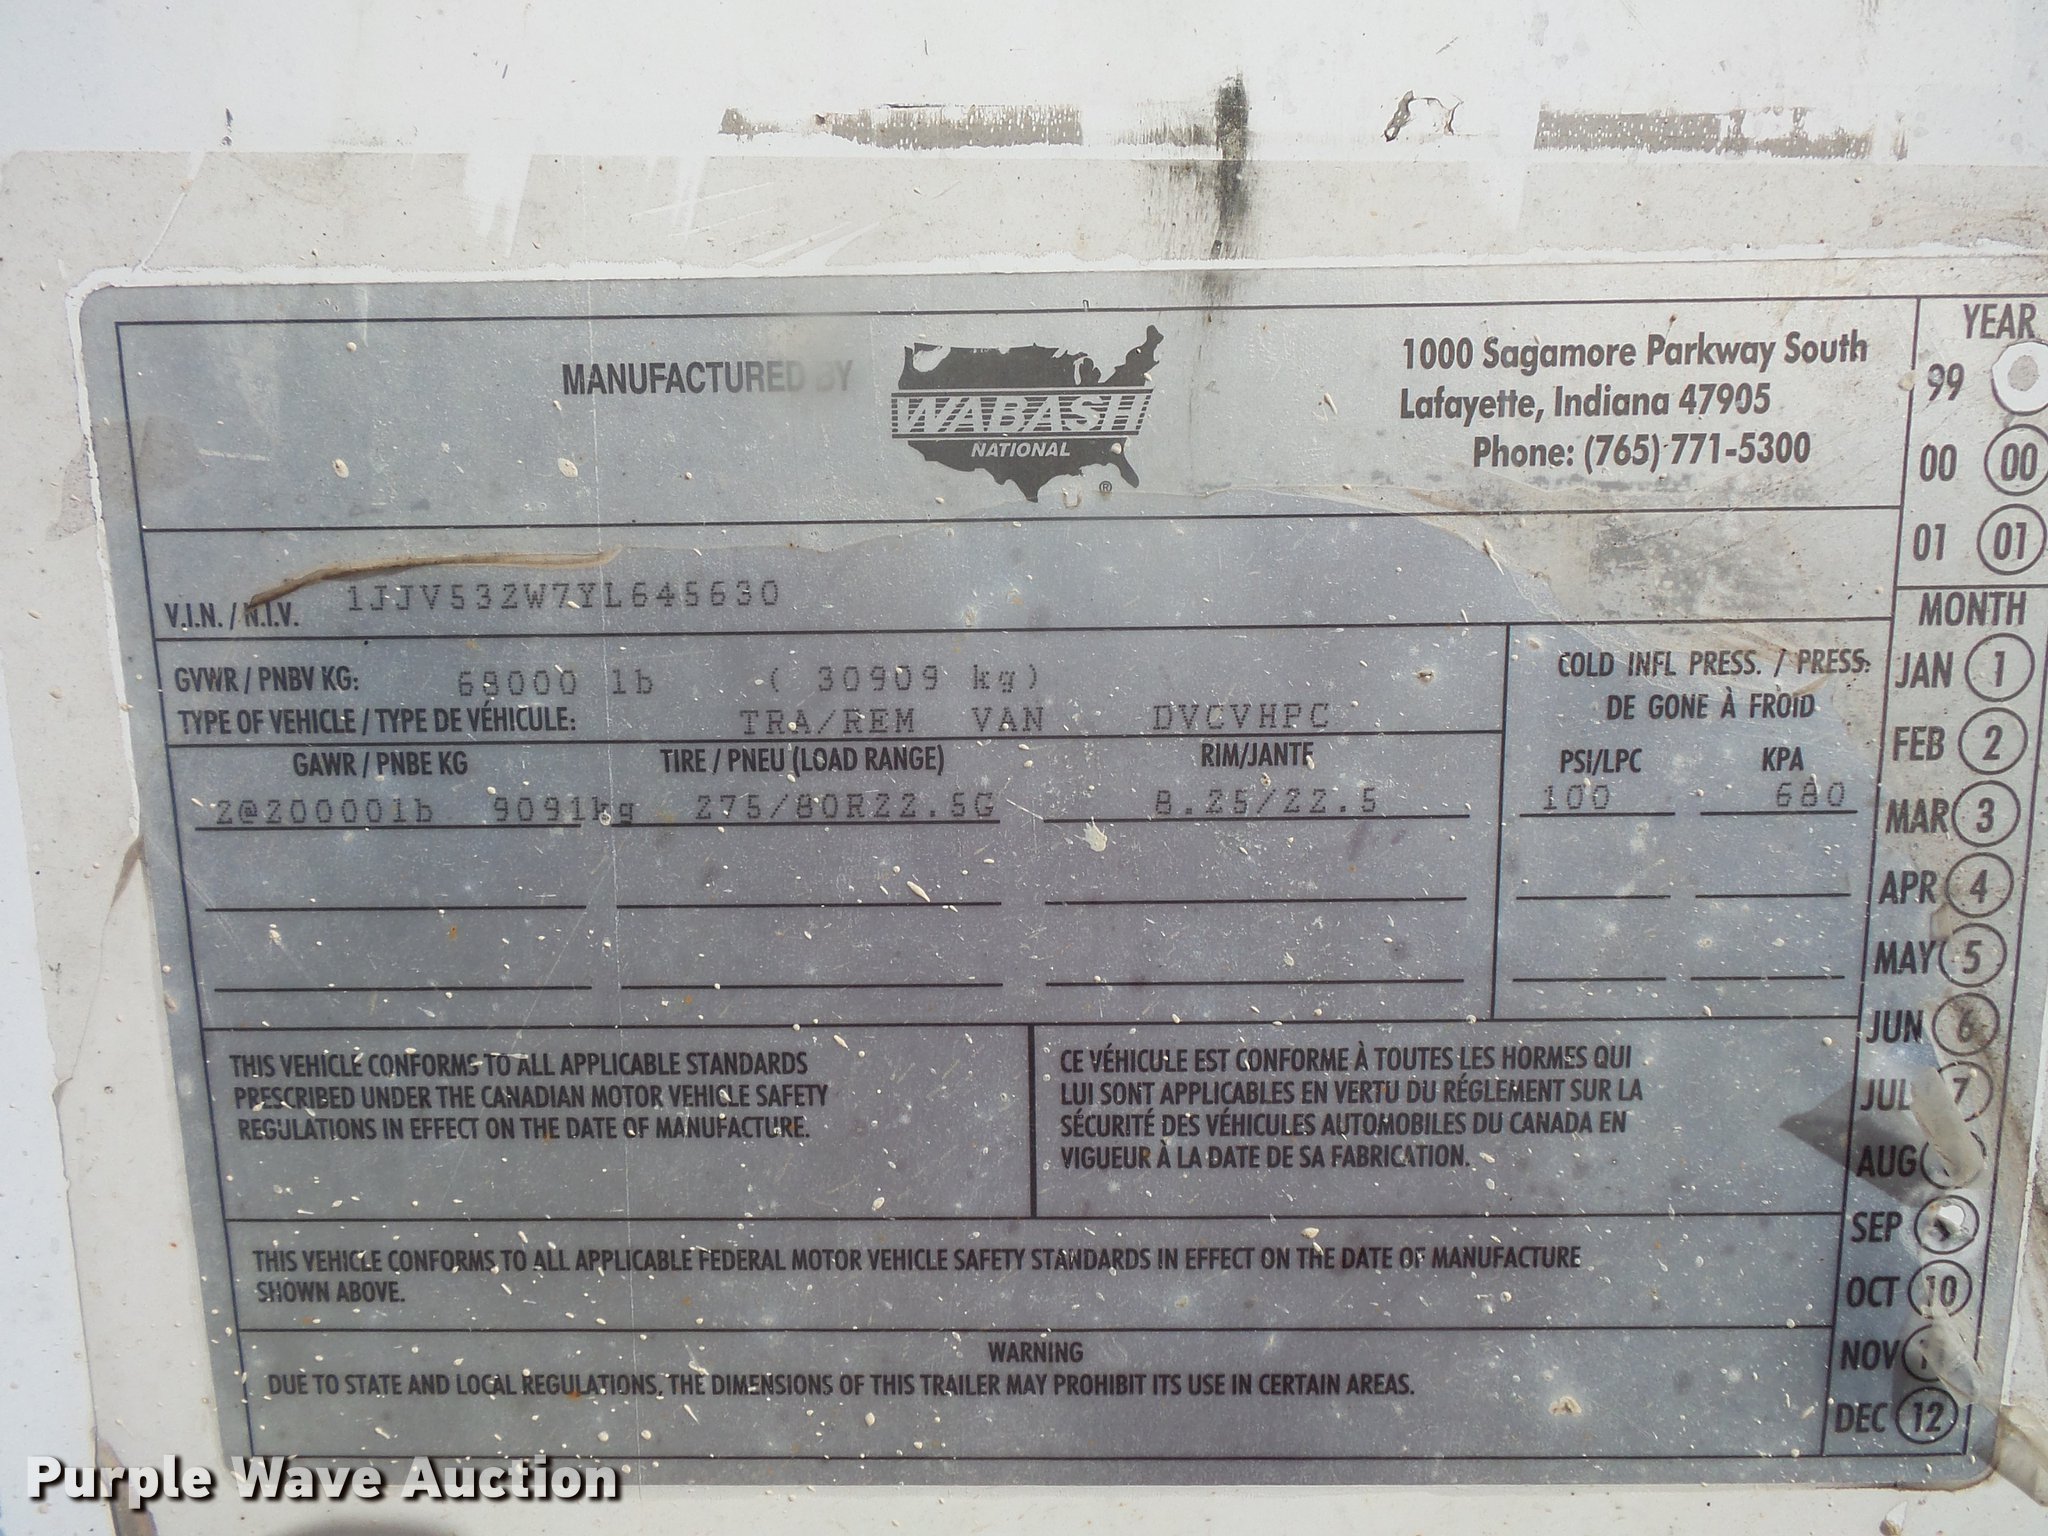 MANUFACTURED BY
WABASH
NATIONAL
®
1000 Sagamore Parkway South
Lafayette, Indiana 47905
Phone: (765) 771-5300
YEAR
99
00 00
01 01
V.I.N. / N.I.V. 1JJV532W7YL645630
GVWR / PNBV KG: 68000 lb ( 30909 kg)
TYPE OF VEHICLE / TYPE DE VÉHICULE: TRA/REM VAN DVCVHPC
COLD INFL PRESS. / PRESS:
DE GONE À FROID
GAWR / PNBE KG TIRE / PNEU (LOAD RANGE) RIM/JANTE PSI/LPC KPA
2@20000lb 9091kg 275/80R22.5G 8.25/22.5 100 680
THIS VEHICLE CONFORMS TO ALL APPLICABLE STANDARDS
PRESCRIBED UNDER THE CANADIAN MOTOR VEHICLE SAFETY
REGULATIONS IN EFFECT ON THE DATE OF MANUFACTURE.
CE VÉHICULE EST CONFORME À TOUTES LES HORMES QUI
LUI SONT APPLICABLES EN VERTU DU RÉGLEMENT SUR LA
SÉCURITÉ DES VÉHICULES AUTOMOBILES DU CANADA EN
VIGUEUR À LA DATE DE SA FABRICATION.
THIS VEHICLE CONFORMS TO ALL APPLICABLE FEDERAL MOTOR VEHICLE SAFETY STANDARDS IN EFFECT ON THE DATE OF MANUFACTURE
SHOWN ABOVE.
WARNING
DUE TO STATE AND LOCAL REGULATIONS, THE DIMENSIONS OF THIS TRAILER MAY PROHIBIT ITS USE IN CERTAIN AREAS.
MONTH
JAN 1
FEB 2
MAR 3
APR 4
MAY 5
JUN 6
JUL 7
AUG
SEP
OCT 10
NOV
DEC 12
Purple Wave Auction